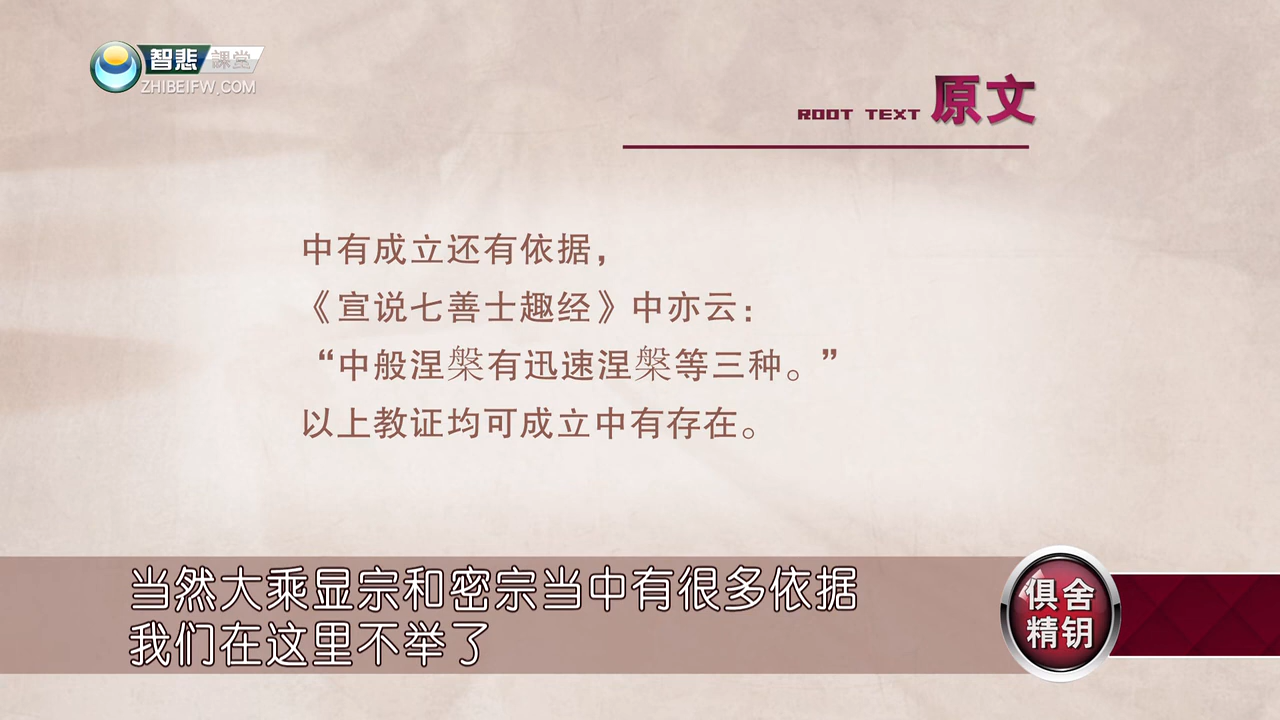 智悲課堂
ZHIBEIFW.COM
ROOT TEXT 原文
中有成立还有依据，
《宣说七善士趣经》中亦云：
“中般涅槃有迅速涅槃等三种。”
以上教证均可成立中有存在。
当然大乘显宗和密宗当中有很多依据
我们在这里不举了
俱舍
精钥